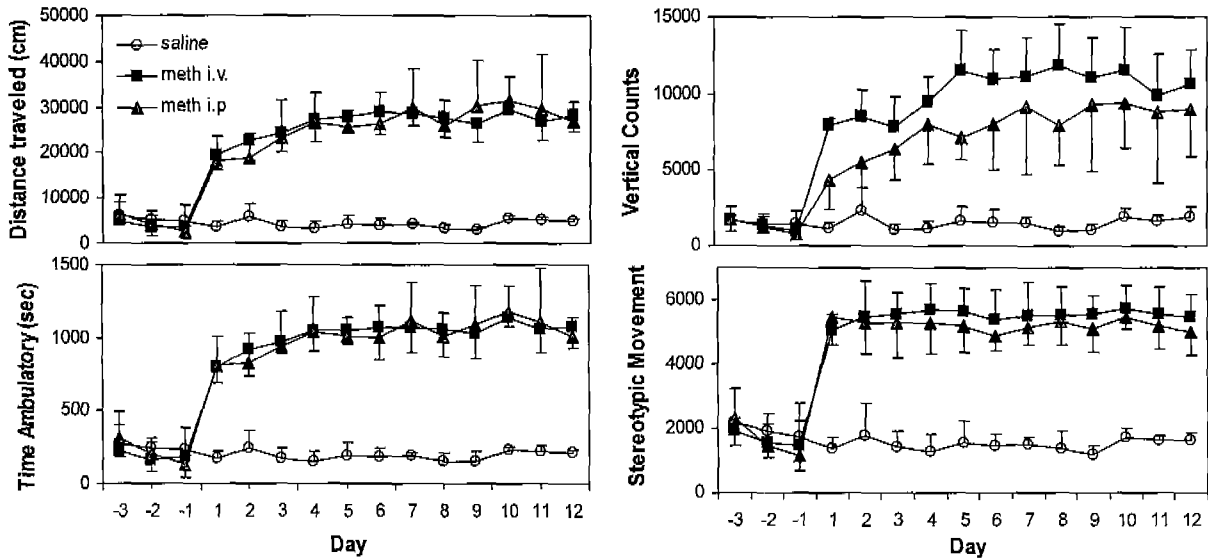 Distance traveled (cm)
50000
40000
30000
20000
10000
0
saline
meth i.v.
meth i.p
Vertical Counts
15000
10000
5000
0
Time Ambulatory (sec)
1500
1000
500
0
-3 -2 -1 1 2 3 4 5 6 7 8 9 10 11 12
Day
Stereotypic Movement
6000
4000
2000
0
-3 -2 -1 1 2 3 4 5 6 7 8 9 10 11 12
Day